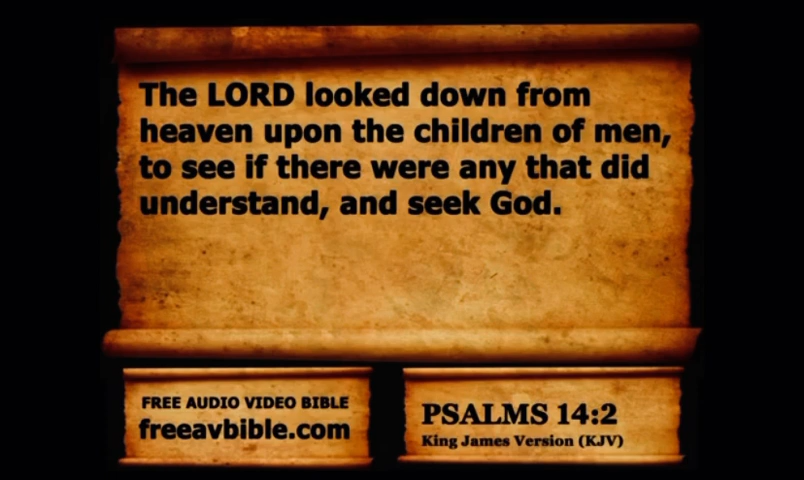 The LORD looked down from
heaven upon the children of men,
to see if there were any that did
understand, and seek God.
FREE AUDIO VIDEO BIBLE
freeavbible.com
PSALMS 14:2
King James Version (KJV)